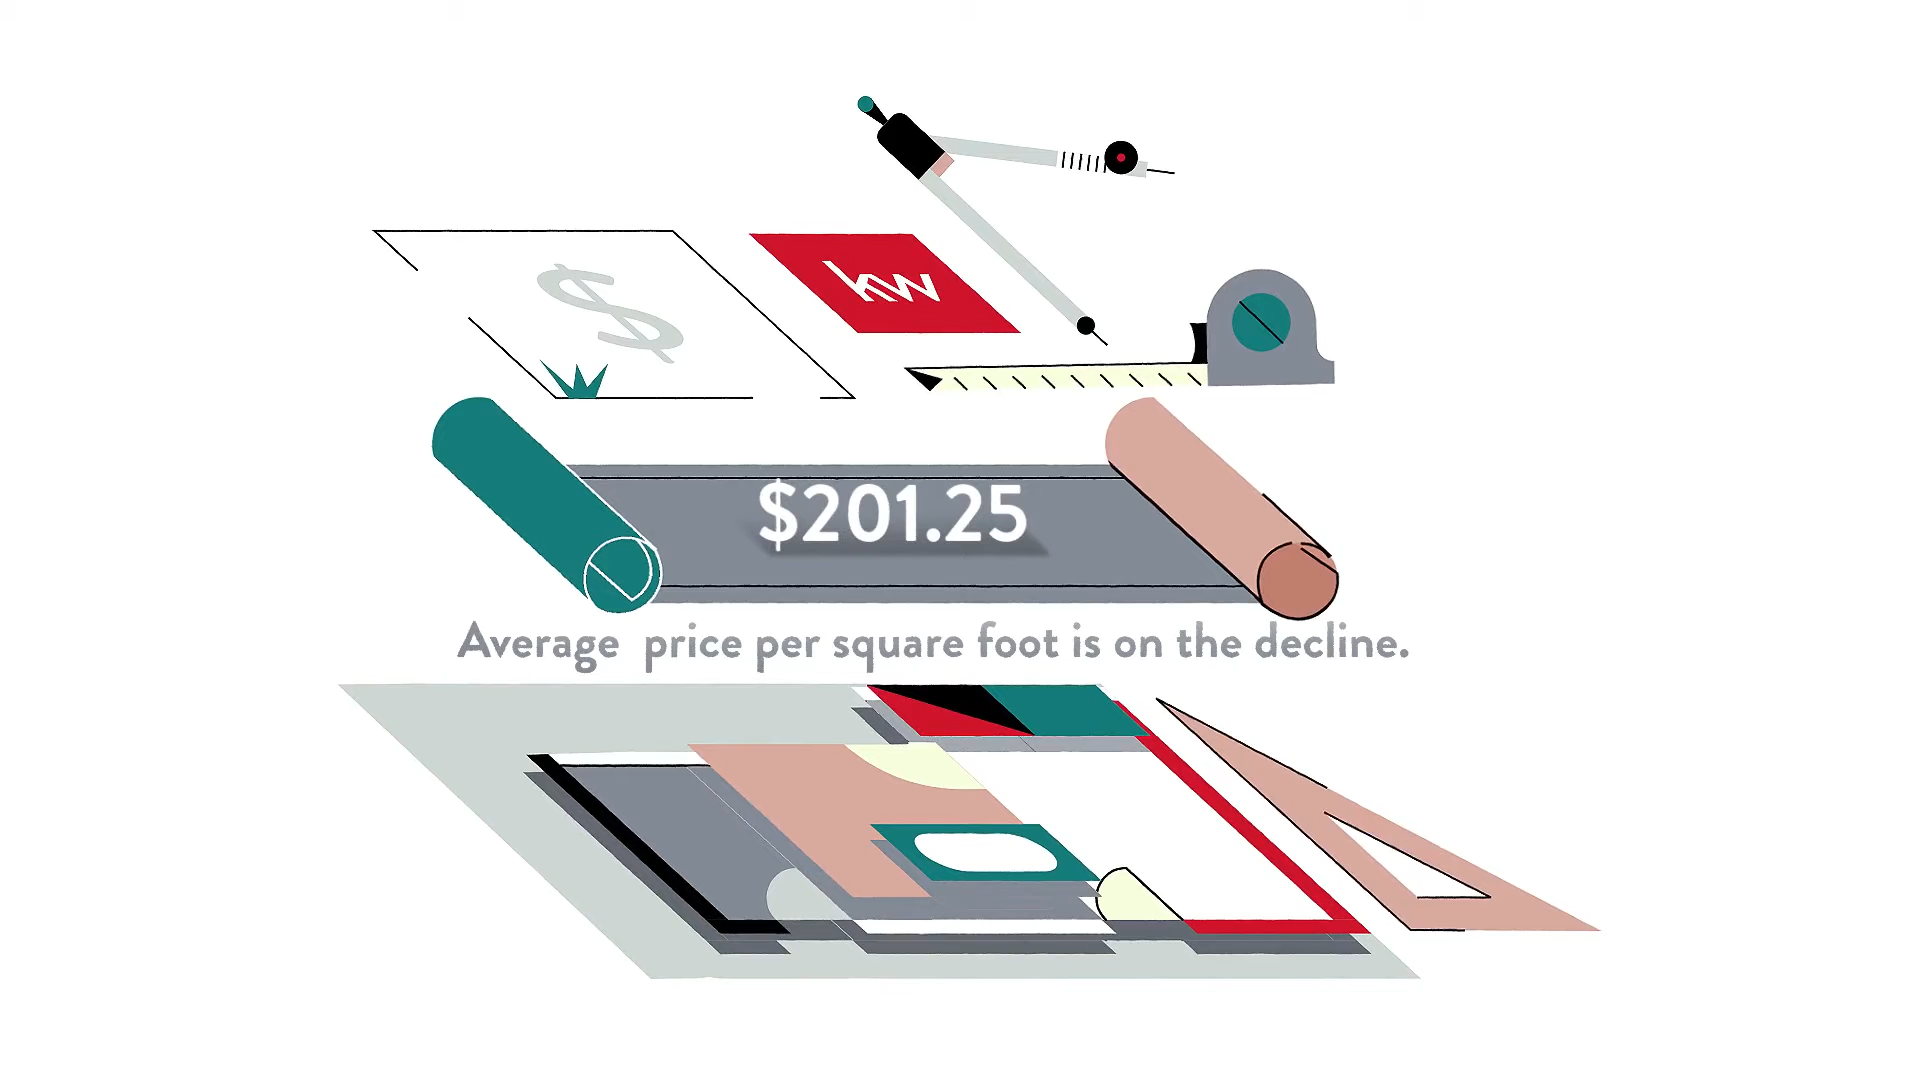 $
kw
$201.25
Average price per square foot is on the decline.